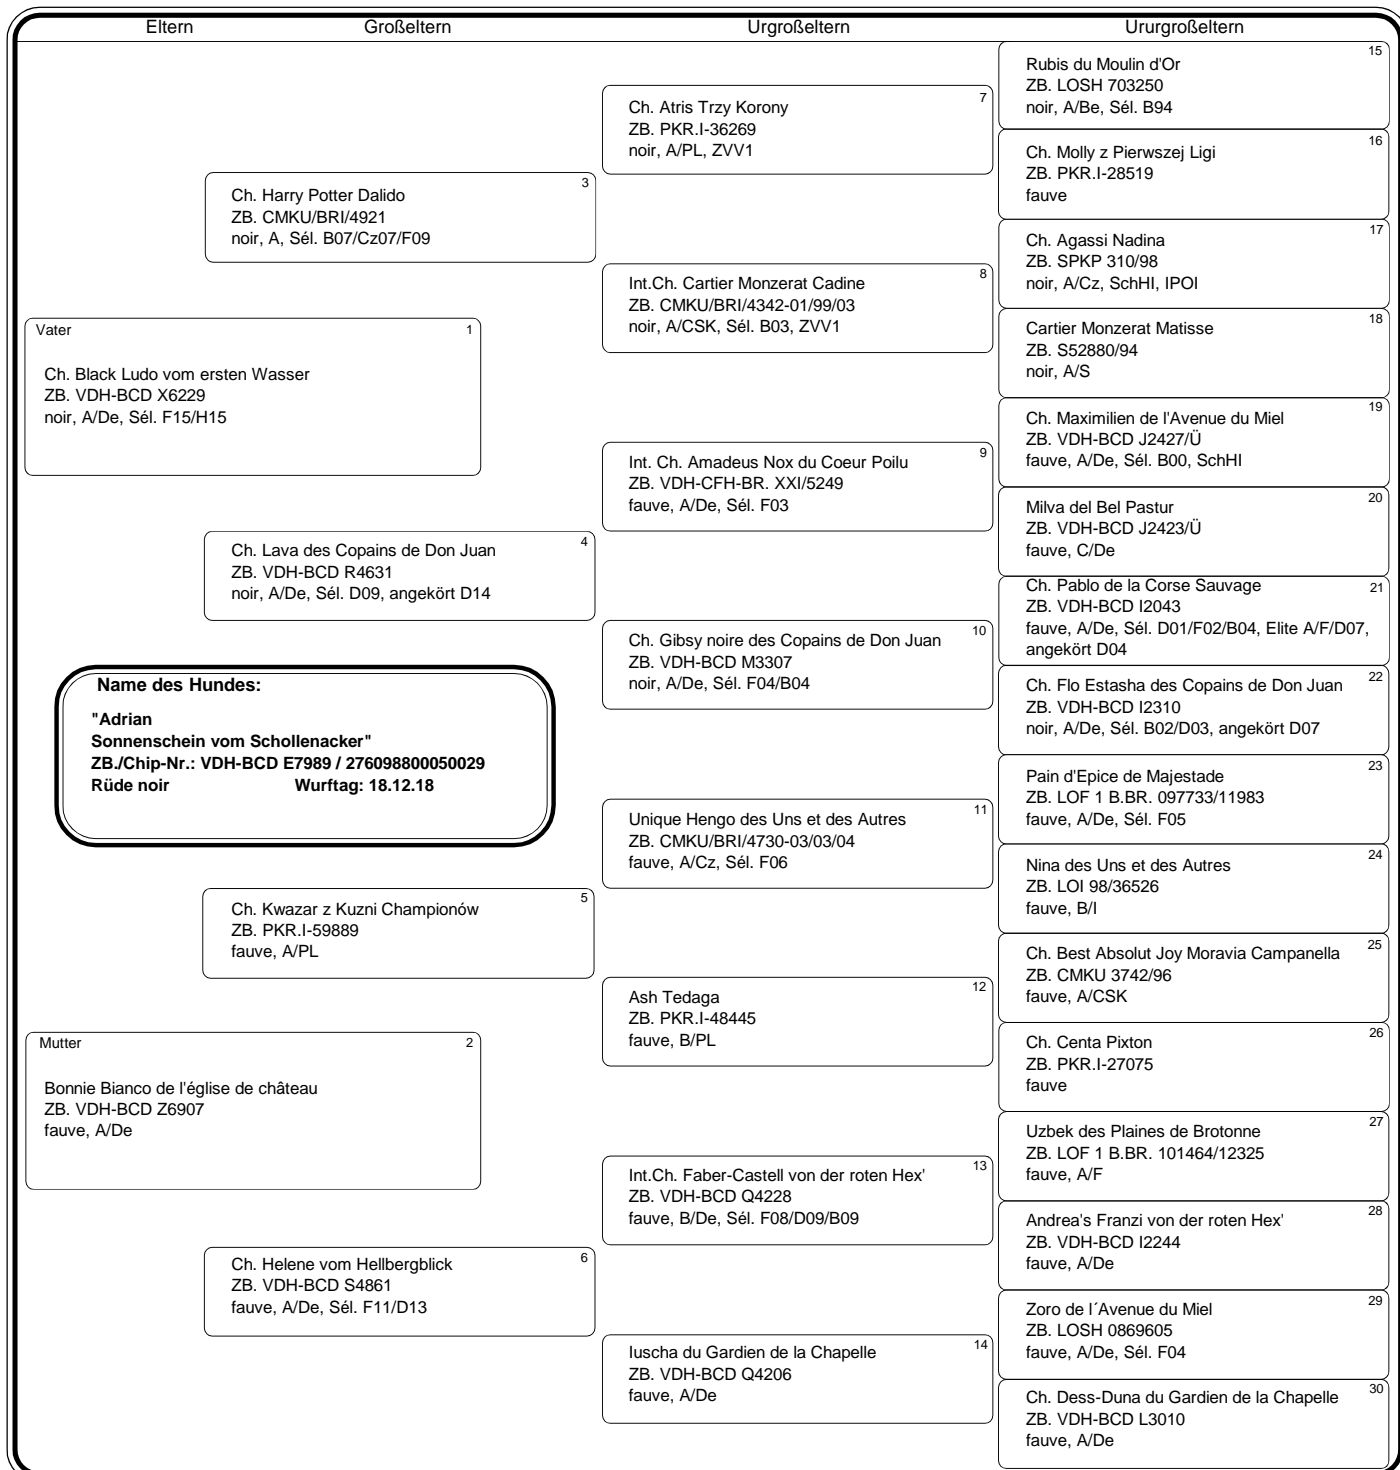 Eltern Großeltern Urgroßeltern Ururgroßeltern
Vater 1
Ch. Black Ludo vom ersten Wasser
ZB. VDH-BCD X6229
noir, A/De, Sél. F15/H15
Mutter 2
Bonnie Bianco de l'église de château
ZB. VDH-BCD Z6907
fauve, A/De
Name des Hundes:
"Adrian
Sonnenschein vom Schollenacker"
ZB./Chip-Nr.: VDH-BCD E7989 / 276098800050029
Rüde noir Wurftag: 18.12.18
3
Ch. Harry Potter Dalido
ZB. CMKU/BRI/4921
noir, A, Sél. B07/Cz07/F09
4
Ch. Lava des Copains de Don Juan
ZB. VDH-BCD R4631
noir, A/De, Sél. D09, angekört D14
5
Ch. Kwazar z Kuzni Championów
ZB. PKR.I-59889
fauve, A/PL
6
Ch. Helene vom Hellbergblick
ZB. VDH-BCD S4861
fauve, A/De, Sél. F11/D13
7
Ch. Atris Trzy Korony
ZB. PKR.I-36269
noir, A/PL, ZVV1
8
Int.Ch. Cartier Monzerat Cadine
ZB. CMKU/BRI/4342-01/99/03
noir, A/CSK, Sél. B03, ZVV1
9
Int. Ch. Amadeus Nox du Coeur Poilu
ZB. VDH-CFH-BR. XXI/5249
fauve, A/De, Sél. F03
10
Ch. Gibsy noire des Copains de Don Juan
ZB. VDH-BCD M3307
noir, A/De, Sél. F04/B04
11
Unique Hengo des Uns et des Autres
ZB. CMKU/BRI/4730-03/03/04
fauve, A/Cz, Sél. F06
12
Ash Tedaga
ZB. PKR.I-48445
fauve, B/PL
13
Int.Ch. Faber-Castell von der roten Hex'
ZB. VDH-BCD Q4228
fauve, B/De, Sél. F08/D09/B09
14
Iuscha du Gardien de la Chapelle
ZB. VDH-BCD Q4206
fauve, A/De
15
Rubis du Moulin d'Or
ZB. LOSH 703250
noir, A/Be, Sél. B94
16
Ch. Molly z Pierwszej Ligi
ZB. PKR.I-28519
fauve
17
Ch. Agassi Nadina
ZB. SPKP 310/98
noir, A/Cz, SchHI, IPOI
18
Cartier Monzerat Matisse
ZB. S52880/94
noir, A/S
19
Ch. Maximilien de l'Avenue du Miel
ZB. VDH-BCD J2427/Ü
fauve, A/De, Sél. B00, SchHI
20
Milva del Bel Pastur
ZB. VDH-BCD J2423/Ü
fauve, C/De
21
Ch. Pablo de la Corse Sauvage
ZB. VDH-BCD I2043
fauve, A/De, Sél. D01/F02/B04, Elite A/F/D07,
angekört D04
22
Ch. Flo Estasha des Copains de Don Juan
ZB. VDH-BCD I2310
noir, A/De, Sél. B02/D03, angekört D07
23
Pain d'Epice de Majestade
ZB. LOF 1 B.BR. 097733/11983
fauve, A/De, Sél. F05
24
Nina des Uns et des Autres
ZB. LOI 98/36526
fauve, B/I
25
Ch. Best Absolut Joy Moravia Campanella
ZB. CMKU 3742/96
fauve, A/CSK
26
Ch. Centa Pixton
ZB. PKR.I-27075
fauve
27
Uzbek des Plaines de Brotonne
ZB. LOF 1 B.BR. 101464/12325
fauve, A/F
28
Andrea's Franzi von der roten Hex'
ZB. VDH-BCD I2244
fauve, A/De
29
Zoro de l´Avenue du Miel
ZB. LOSH 0869605
fauve, A/De, Sél. F04
30
Ch. Dess-Duna du Gardien de la Chapelle
ZB. VDH-BCD L3010
fauve, A/De